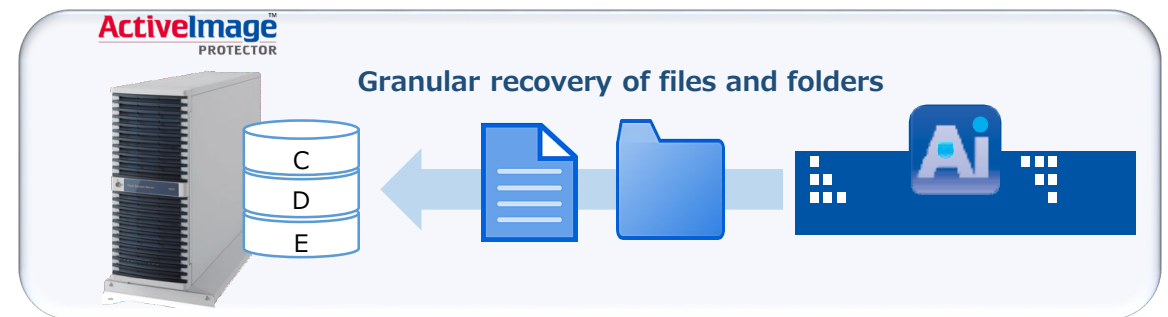 ActiveImage™
PROTECTOR
Granular recovery of files and folders
C
D
E
Ai